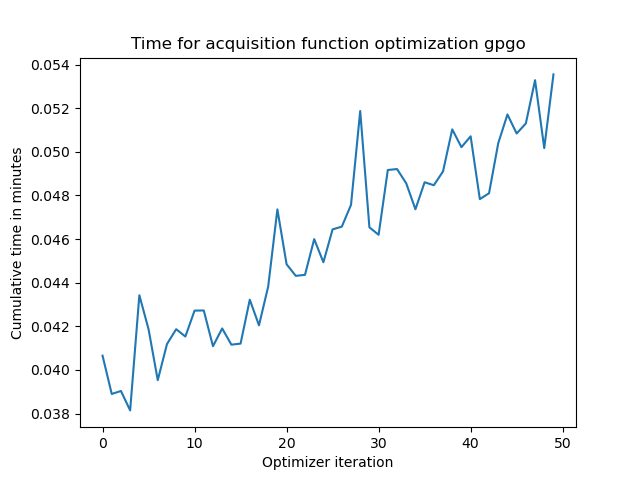 Time for acquisition function optimization gpgo
Cumulative time in minutes
0.054
0.052
0.050
0.048
0.046
0.044
0.042
0.040
0.038
0 10 20 30 40 50
Optimizer iteration